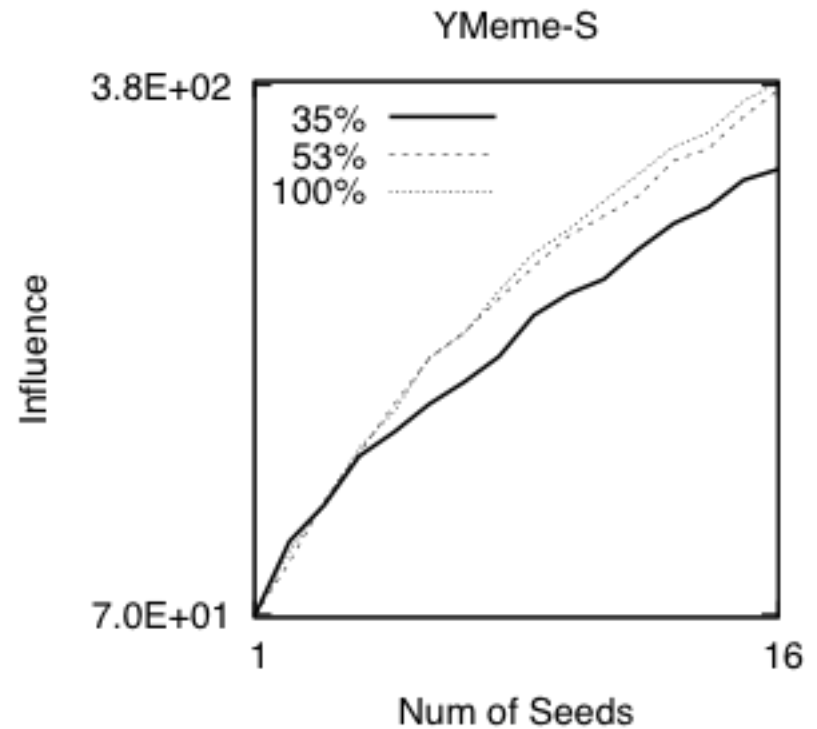 YMeme-S
3.8E+02
35%
53%
100%
Influence
7.0E+01
1 16
Num of Seeds